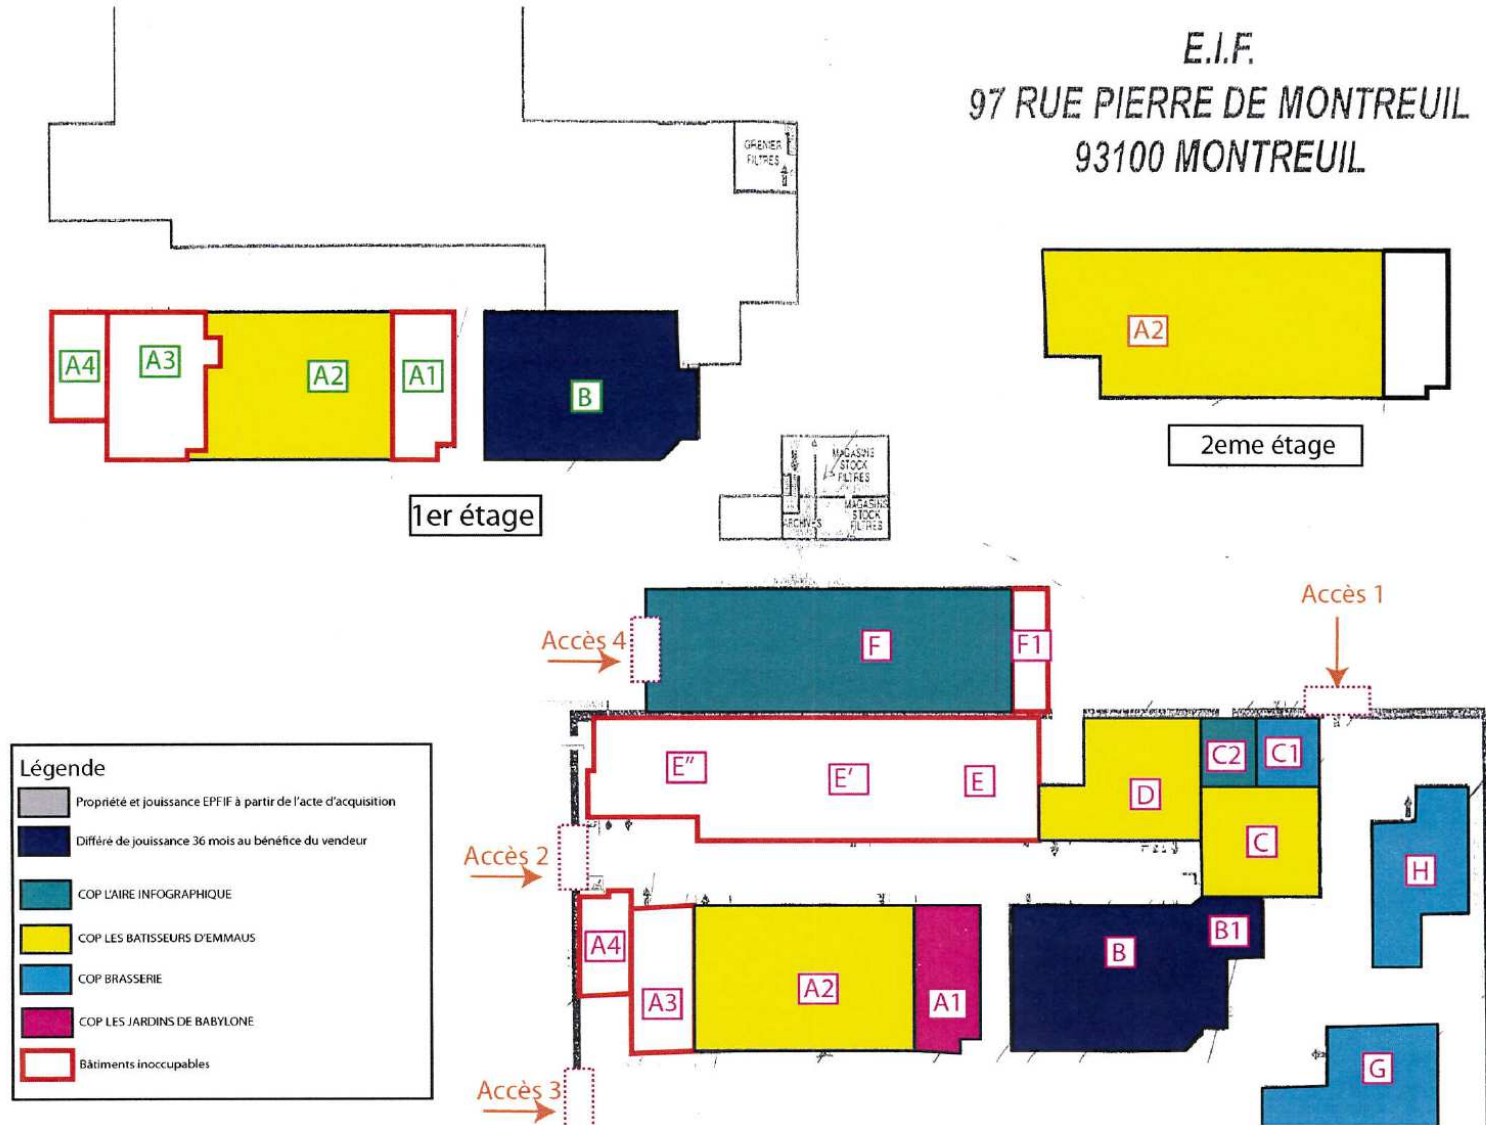 E.I.F.
97 RUE PIERRE DE MONTREUIL
93100 MONTREUIL
GRENIER
FILTRES
A4
A3
A2
A1
B
1er étage
A2
2eme étage
MAGASINS
STOCK
FILTRES
MAGASINS
STOCK
FILTRES
ARCHIVES
Accès 1
Accès 4
F
F1
E"
E'
E
D
C2
C1
C
H
Accès 2
A4
A3
A2
A1
B
B1
G
Accès 3
Légende
Propriété et jouissance EPFIF à partir de l'acte d'acquisition
Différé de jouissance 36 mois au bénéfice du vendeur
COP L'AIRE INFOGRAPHIQUE
COP LES BATISSEURS D'EMMAUS
COP BRASSERIE
COP LES JARDINS DE BABYLONE
Bâtiments inoccupables